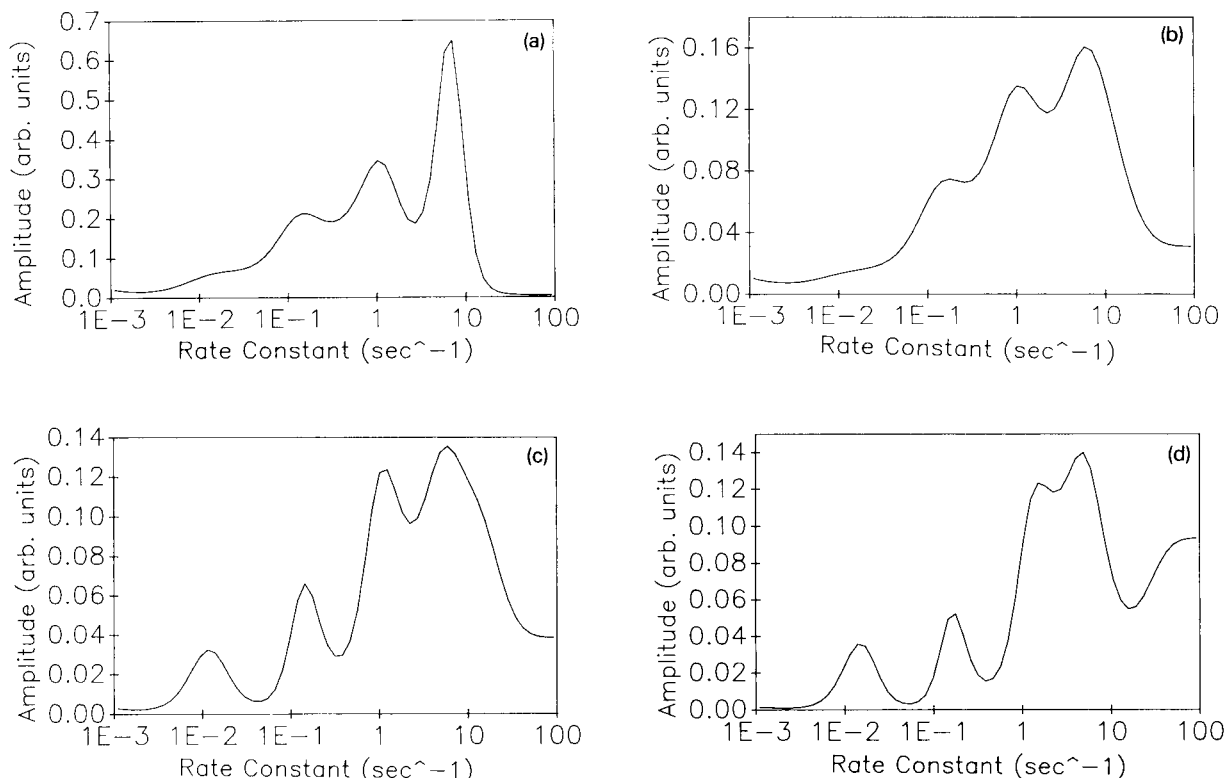 (a)
Amplitude (arb. units)
0.7
0.6
0.5
0.4
0.3
0.2
0.1
0.0
1E-3 1E-2 1E-1 1 10 100
Rate Constant (sec^-1)
(b)
Amplitude (arb. units)
0.16
0.12
0.08
0.04
0.00
1E-3 1E-2 1E-1 1 10 100
Rate Constant (sec^-1)
(c)
Amplitude (arb. units)
0.14
0.12
0.10
0.08
0.06
0.04
0.02
0.00
1E-3 1E-2 1E-1 1 10 100
Rate Constant (sec^-1)
(d)
Amplitude (arb. units)
0.14
0.12
0.10
0.08
0.06
0.04
0.02
0.00
1E-3 1E-2 1E-1 1 10 100
Rate Constant (sec^-1)